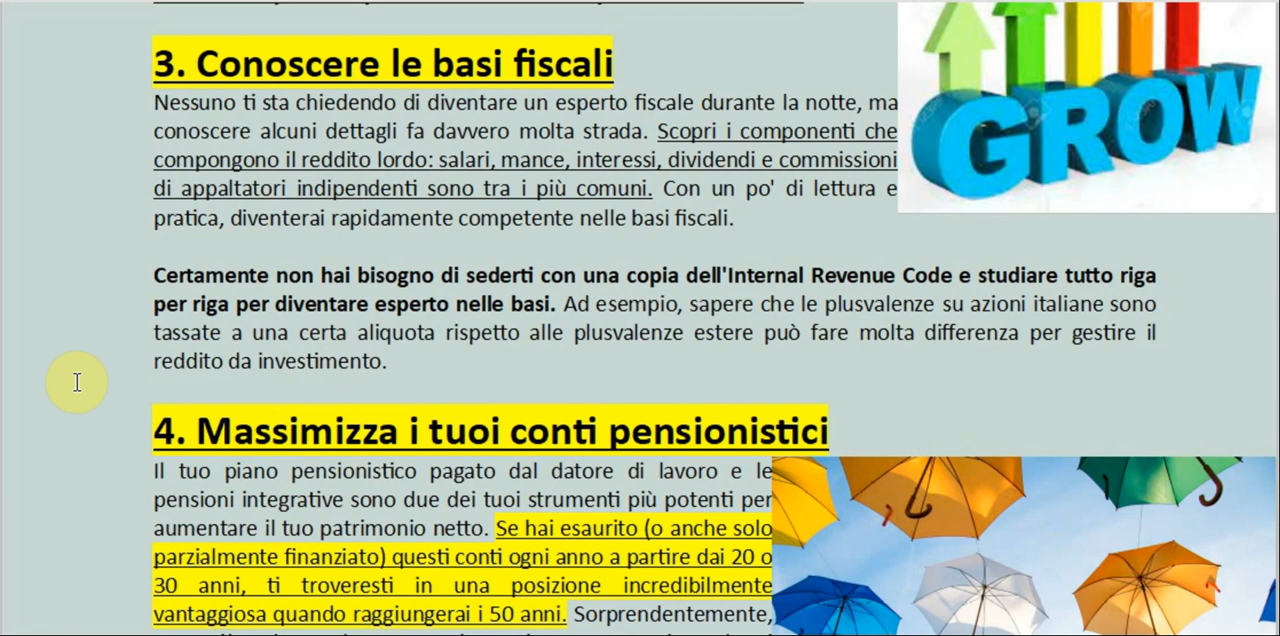 3. Conoscere le basi fiscali
Nessuno ti sta chiedendo di diventare un esperto fiscale durante la notte, ma
conoscere alcuni dettagli fa davvero molta strada. Scopri i componenti che
compongono il reddito lordo: salari, mance, interessi, dividendi e commissioni
di appaltatori indipendenti sono tra i più comuni. Con un po' di lettura e
pratica, diventerai rapidamente competente nelle basi fiscali.
GROW
Certamente non hai bisogno di sederti con una copia dell'Internal Revenue Code e studiare tutto riga
per riga per diventare esperto nelle basi. Ad esempio, sapere che le plusvalenze su azioni italiane sono
tassate a una certa aliquota rispetto alle plusvalenze estere può fare molta differenza per gestire il
reddito da investimento.
4. Massimizza i tuoi conti pensionistici
Il tuo piano pensionistico pagato dal datore di lavoro e le
pensioni integrative sono due dei tuoi strumenti più potenti per
aumentare il tuo patrimonio netto. Se hai esaurito (o anche solo
parzialmente finanziato) questi conti ogni anno a partire dai 20 o
30 anni, ti troveresti in una posizione incredibilmente
vantaggiosa quando raggiungerai i 50 anni. Sorprendentemente,